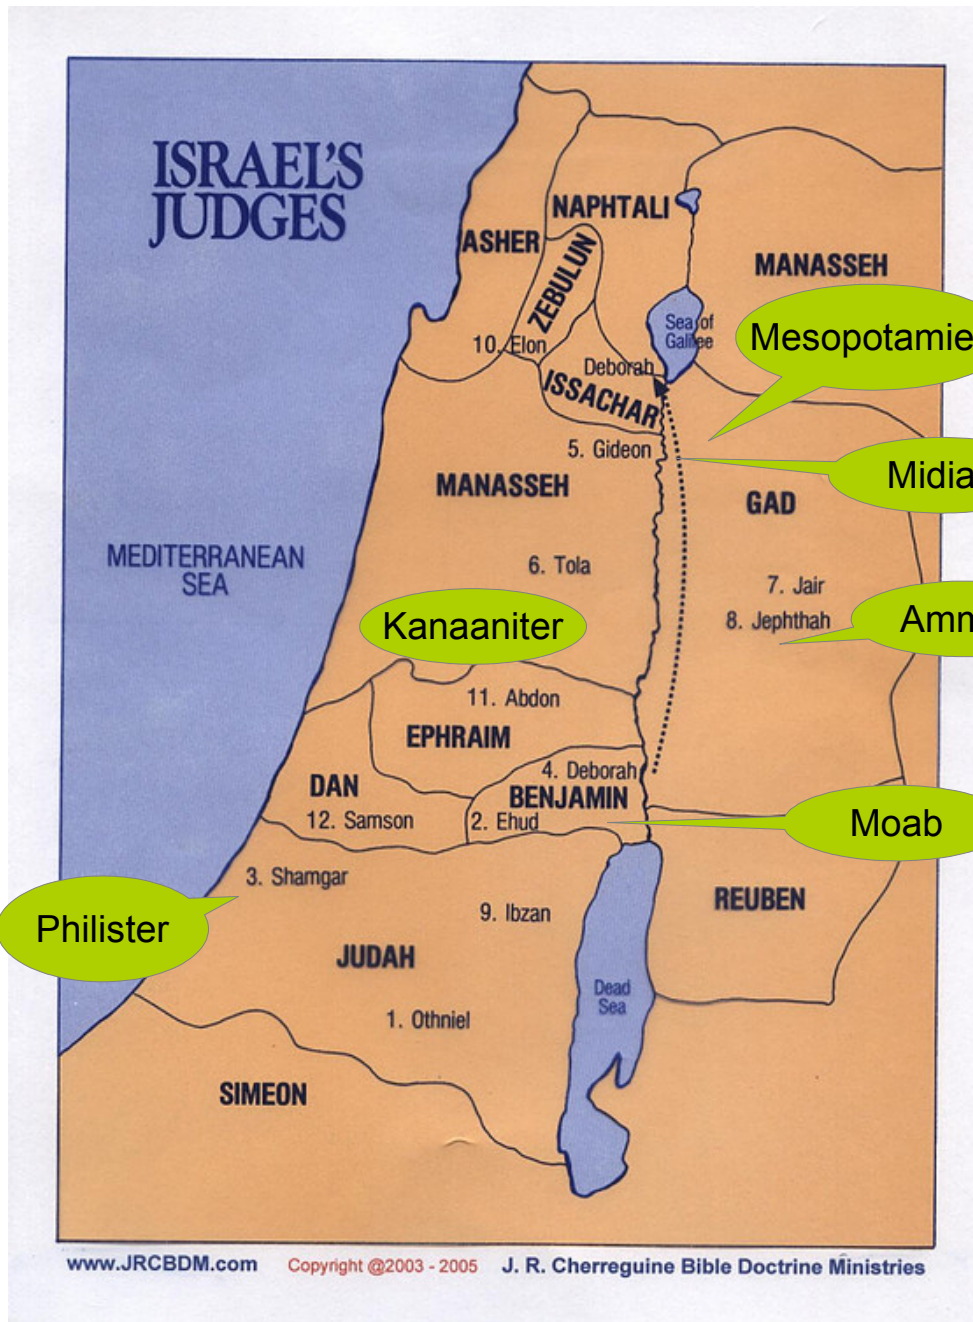 ISRAEL'S
JUDGES
NAPHTALI
ASHER
ZEBULUN
MANASSEH
Sea of
Galilee
Mesopotamie
10. Elon
Deborah
ISSACHAR
5. Gideon
Midia
MANASSEH
GAD
MEDITERRANEAN
SEA
6. Tola
7. Jair
8. Jephthah
Amm
Kanaaniter
11. Abdon
EPHRAIM
4. Deborah
DAN
BENJAMIN
12. Samson
2. Ehud
Moab
3. Shamgar
REUBEN
9. Ibzan
Philister
JUDAH
Dead
Sea
1. Othniel
SIMEON
www.JRCBDM.com Copyright @2003 - 2005 J. R. Cherreguine Bible Doctrine Ministries